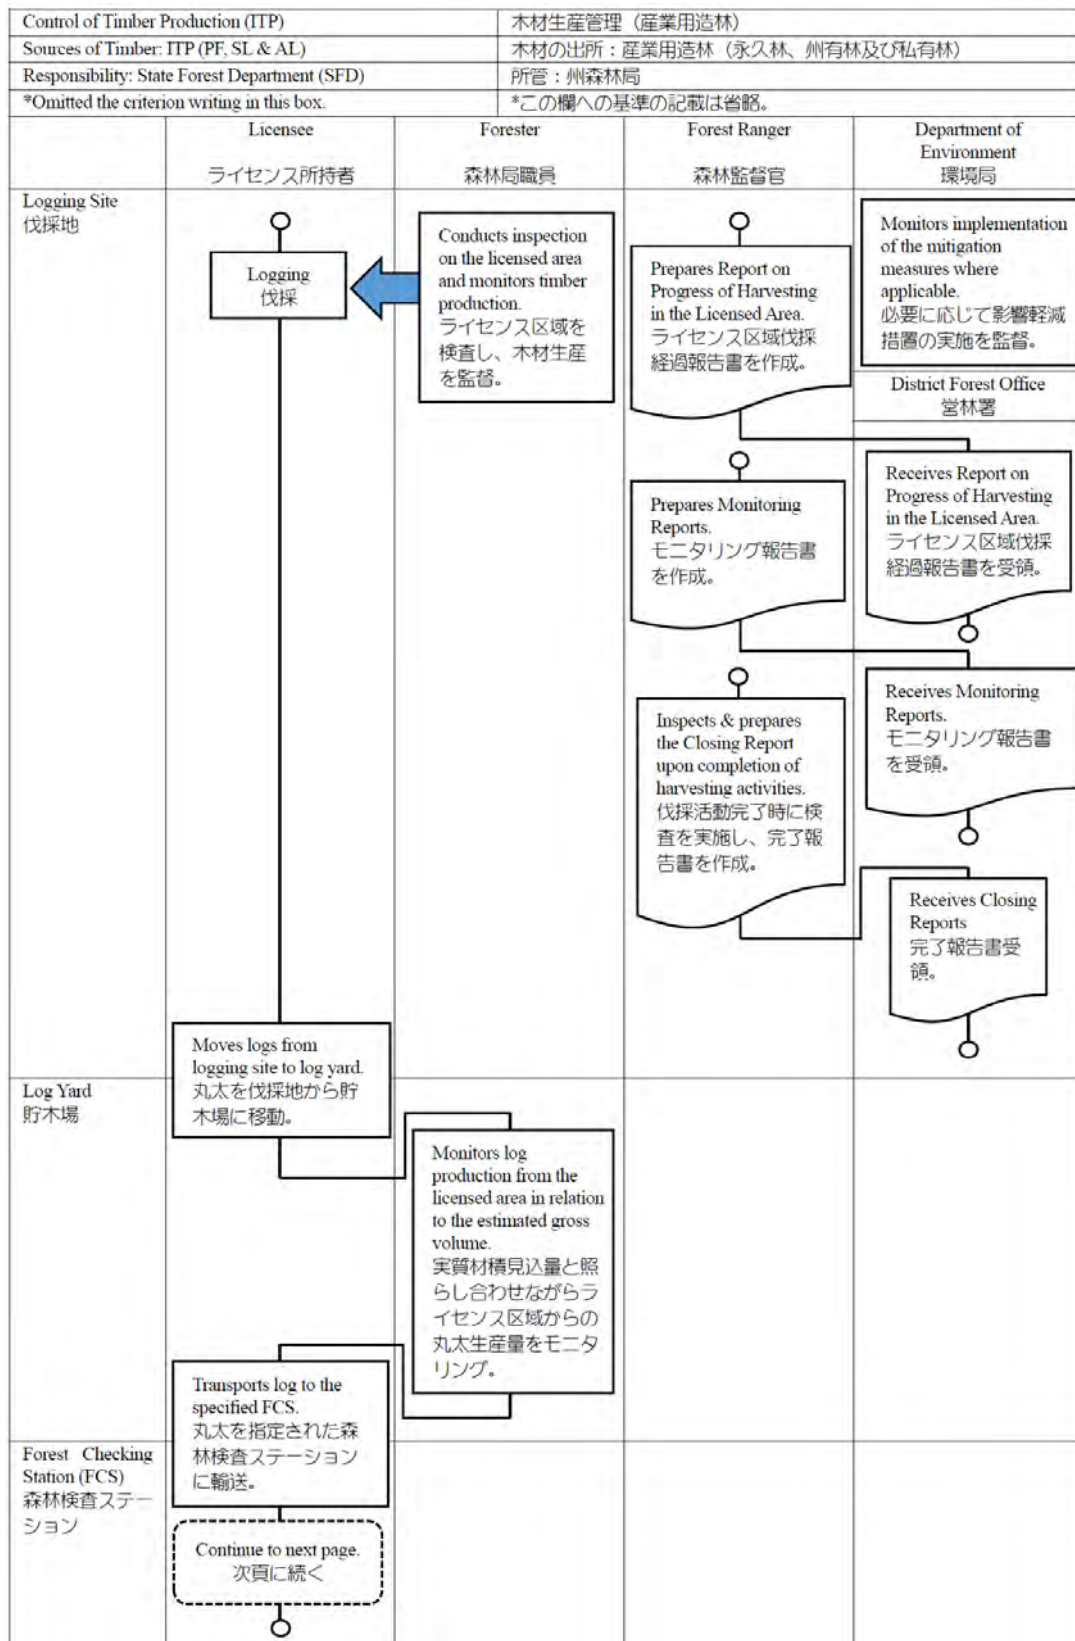 Control of Timber Production (ITP)
木材生産管理（産業用造林）
Sources of Timber: ITP (PF, SL & AL)
木材の出所：産業用造林（永久林、州有林及び私有林）
Responsibility: State Forest Department (SFD)
所管：州森林局
*Omitted the criterion writing in this box.
*この欄への基準の記載は省略。
Licensee
ライセンス所持者
Forester
森林局職員
Forest Ranger
森林監督官
Department of
Environment
環境局
Logging Site
伐採地
Logging
伐採
Conducts inspection
on the licensed area
and monitors timber
production.
ライセンス区域を
検査し、木材生産
を監督。
Prepares Report on
Progress of Harvesting
in the Licensed Area.
ライセンス区域伐採
経過報告書を作成。
Monitors implementation
of the mitigation
measures where
applicable.
必要に応じて影響軽減
措置の実施を監督。
District Forest Office
営林署
Receives Report on
Progress of Harvesting
in the Licensed Area.
ライセンス区域伐採
経過報告書を受領。
Prepares Monitoring
Reports.
モニタリング報告書
を作成。
Receives Monitoring
Reports.
モニタリング報告書
を受領。
Inspects & prepares
the Closing Report
upon completion of
harvesting activities.
伐採活動完了時に検
査を実施し、完了報
告書を作成。
Receives Closing
Reports
完了報告書受
領。
Moves logs from
logging site to log yard.
丸太を伐採地から貯
木場に移動。
Log Yard
貯木場
Monitors log
production from the
licensed area in relation
to the estimated gross
volume.
実質材積見込量と照
らし合わせながらラ
イセンス区域からの
丸太生産量をモニタ
リング。
Transports log to the
specified FCS.
丸太を指定された森
林検査ステーション
に輸送。
Forest Checking
Station (FCS)
森林検査ステー
ション
Continue to next page.
次頁に続く